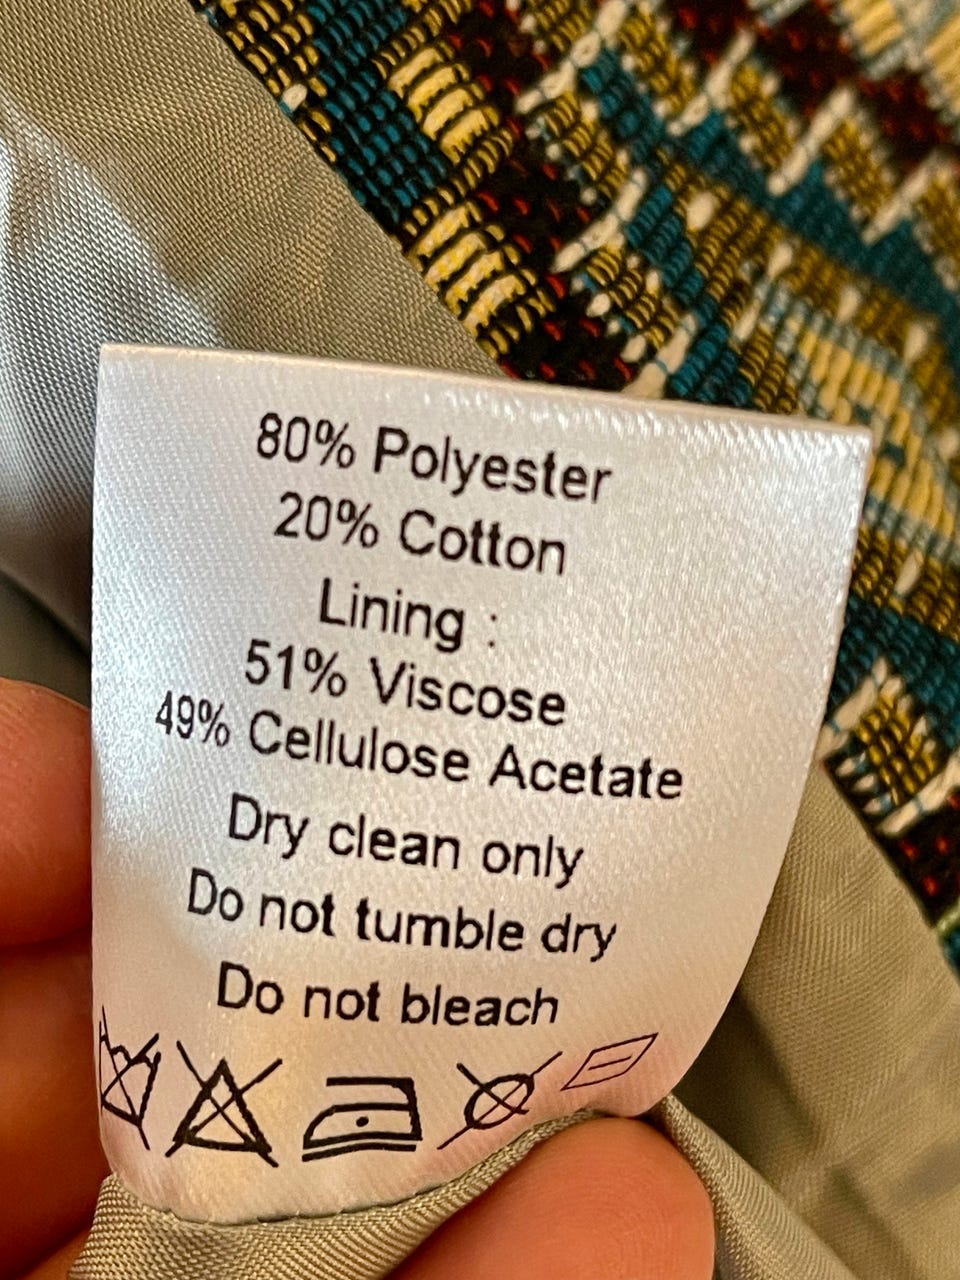 80% Polyester
20% Cotton
Lining :
51% Viscose
49% Cellulose Acetate
Dry clean only
Do not tumble dry
Do not bleach